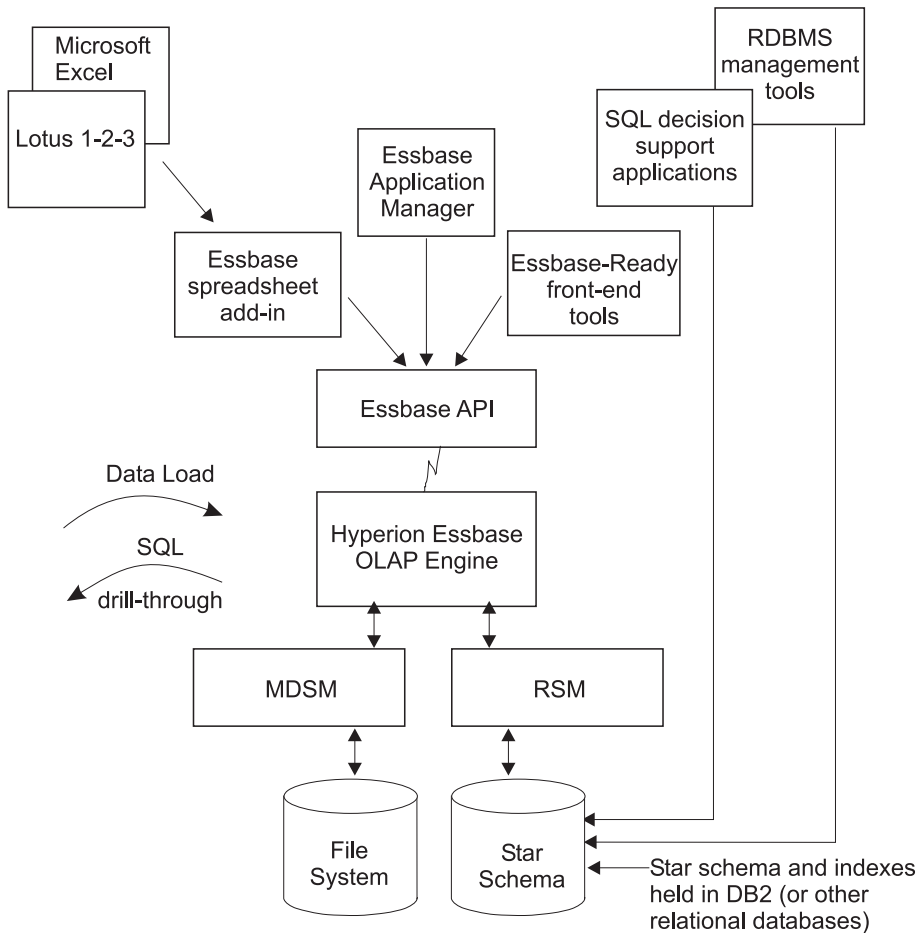 Microsoft
Excel
Lotus 1-2-3
RDBMS
management
tools
SQL decision
support
applications
Essbase
Application
Manager
Essbase
spreadsheet
add-in
Essbase-Ready
front-end
tools
Essbase API
Data Load
SQL
drill-through
Hyperion Essbase
OLAP Engine
MDSM
RSM
File
System
Star
Schema
Star schema and indexes
held in DB2 (or other
relational databases)